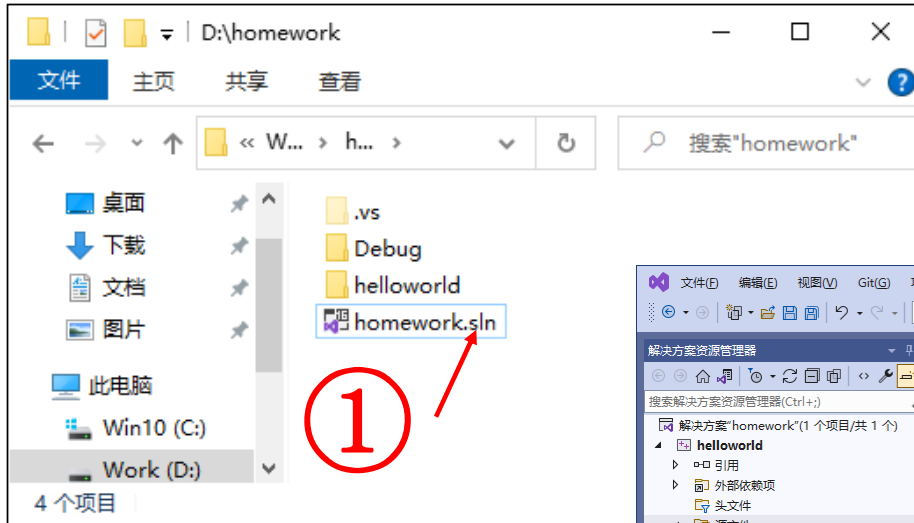 D:\homework
文件 主页 共享 查看
« W... › h... ›
搜索"homework"
桌面
下载
文档
图片
此电脑
Win10 (C:)
Work (D:)
.vs
Debug
helloworld
homework.sln
1
4 个项目
文件(F) 编辑(E) 视图(V) Git(G)
解决方案资源管理器
搜索解决方案资源管理器(Ctrl+;)
解决方案"homework"(1 个项目/共 1 个)
helloworld
引用
外部依赖项
头文件